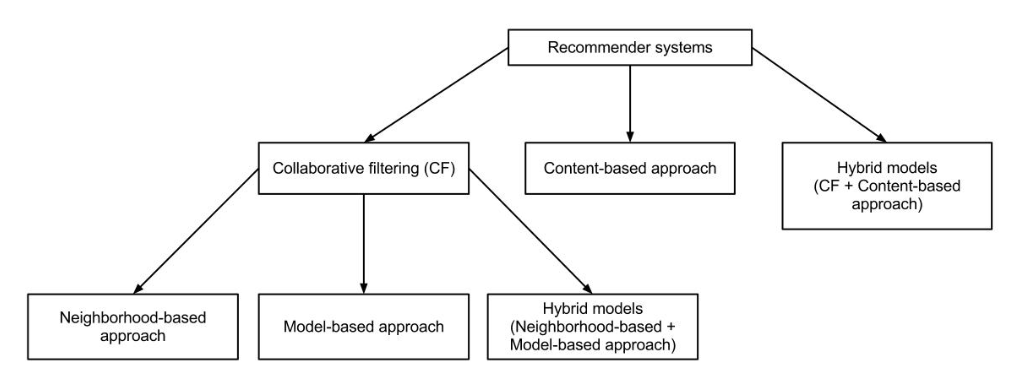 Recommender systems
Collaborative filtering (CF)
Content-based approach
Hybrid models
(CF + Content-based
approach)
Neighborhood-based
approach
Model-based approach
Hybrid models
(Neighborhood-based +
Model-based approach)